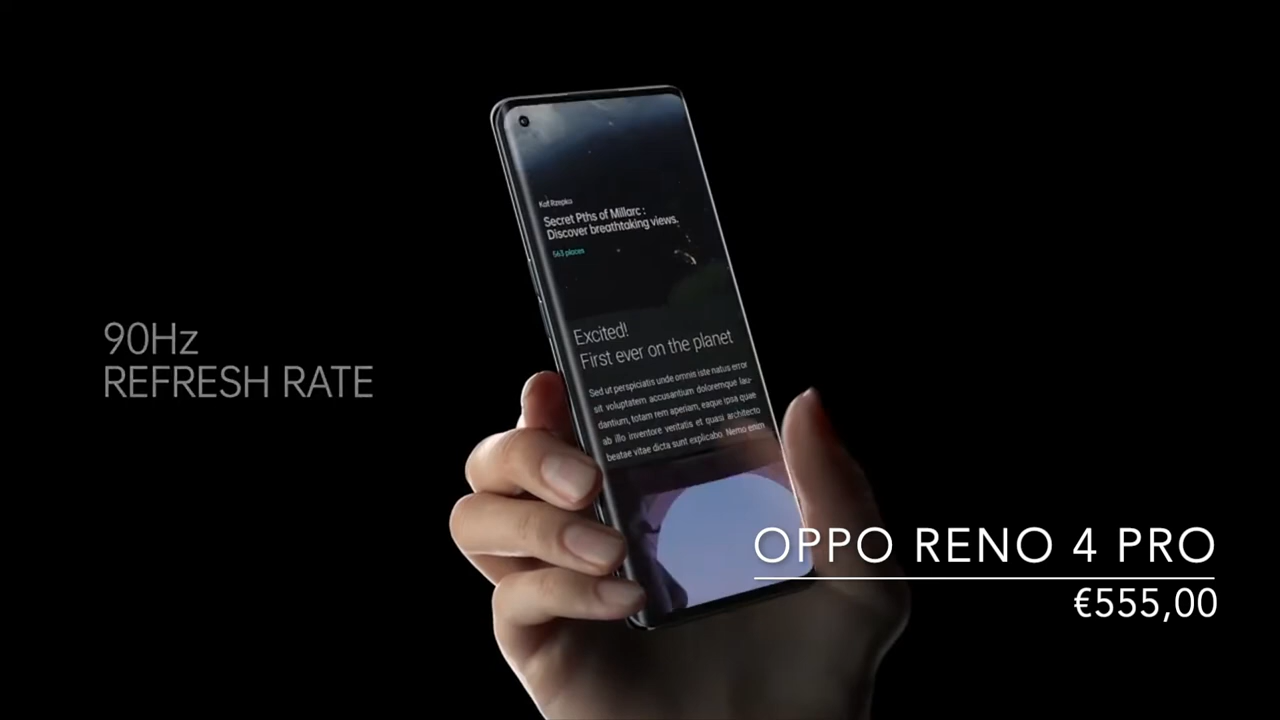 Kolf Rzepka
Secret Pths of Millarc :
Discover breathtaking views.
563 places
Excited!
First ever on the planet
Sed ut perspiciatis unde omnis iste natus error
sit voluptatem accusantium doloremque lau-
dantium, totam rem aperiam, eaque ipsa quae
ab illo inventore veritatis et quasi architecto
beatae vitae dicta sunt explicabo. Nemo enim
90Hz
REFRESH RATE
OPPO RENO 4 PRO
€555,00